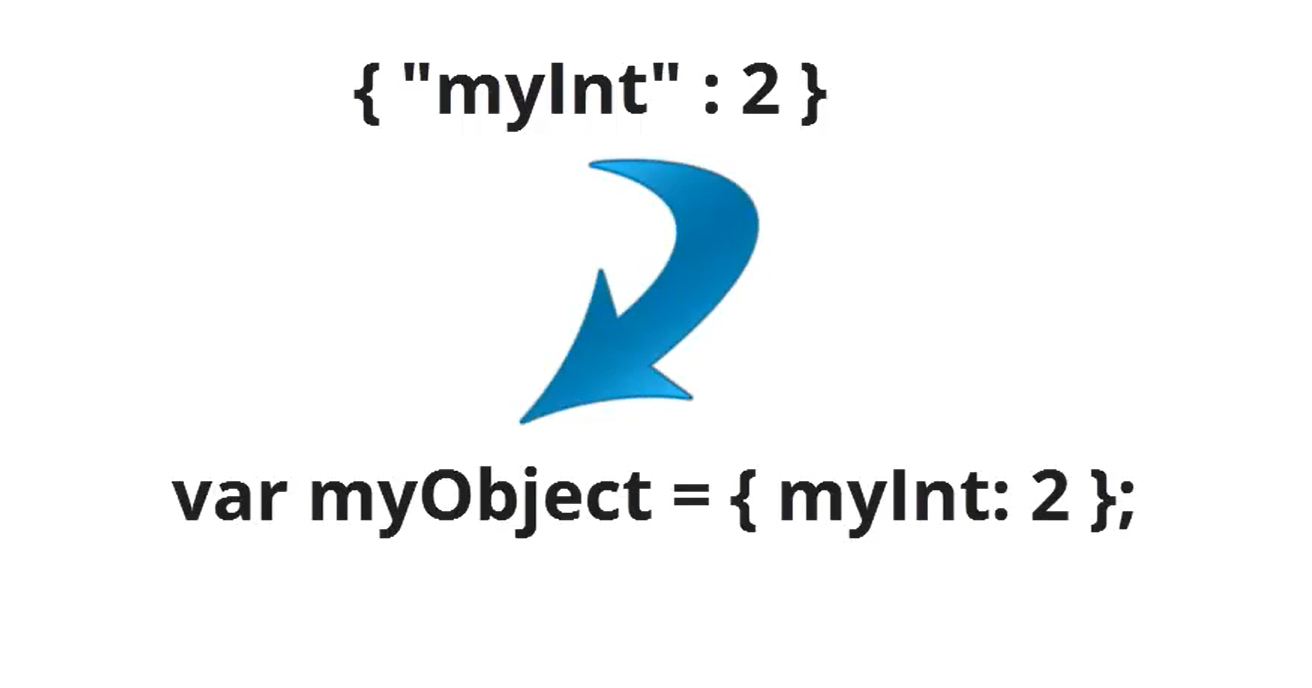 { "myInt" : 2 }
var myObject = { myInt: 2 };